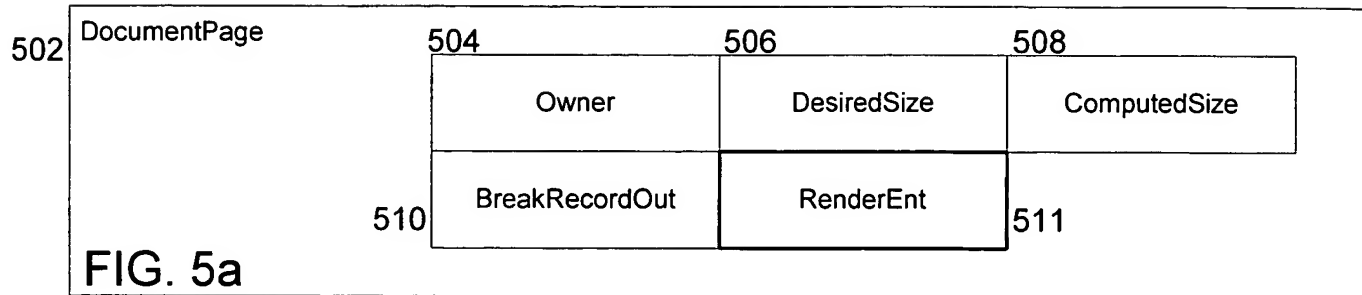 502
DocumentPage
504 506 508
Owner DesiredSize ComputedSize
BreakRecordOut RenderEnt
510 511
FIG. 5a